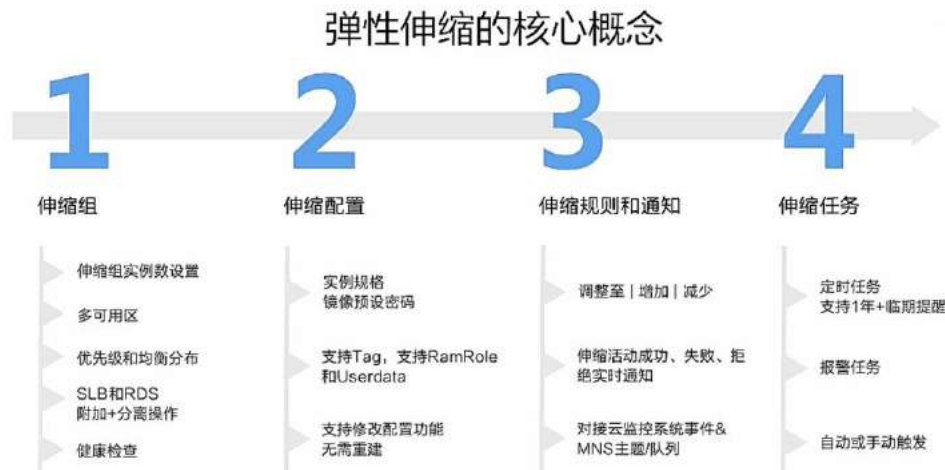 弹性伸缩的核心概念
1
2
3
4
伸缩组
伸缩配置
伸缩规则和通知
伸缩任务
伸缩组实例数设置
多可用区
优先级和均衡分布
SLB和RDS
附加+分离操作
健康检查
实例规格
镜像预设密码
支持Tag，支持RamRole
和Userdata
支持修改配置功能
无需重建
调整至 | 增加 | 减少
伸缩活动成功、失败、拒
绝实时通知
对接云监控系统事件&
MNS主题/队列
定时任务
支持1年+临期提醒
报警任务
自动或手动触发